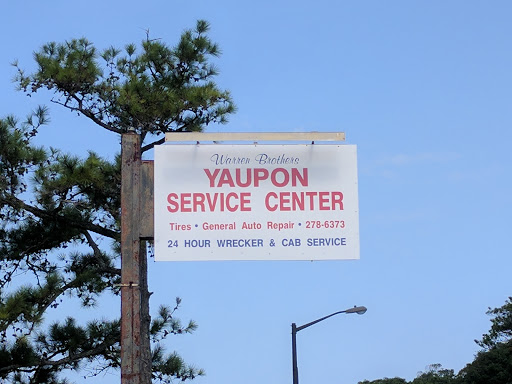 Warren Brothers
YAUPON
SERVICE CENTER
Tires • General Auto Repair • 278-6373
24 HOUR WRECKER & CAB SERVICE